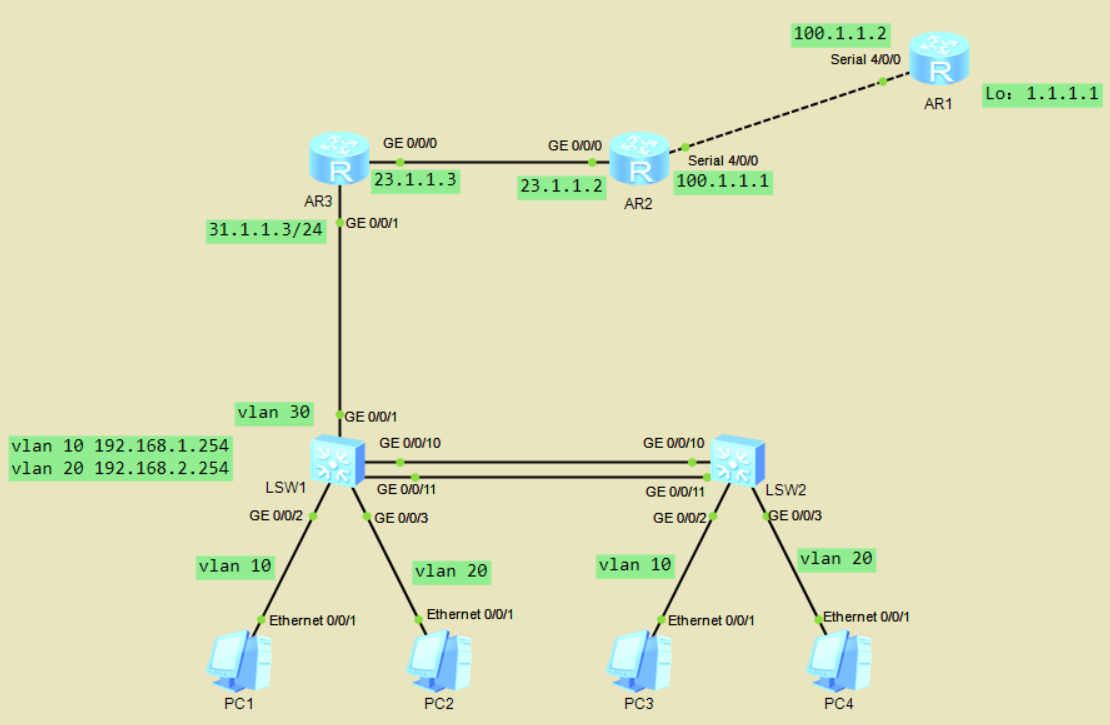 100.1.1.2
Serial 4/0/0
R
AR1
Lo: 1.1.1.1
GE 0/0/0
GE 0/0/0
R
R
Serial 4/0/0
23.1.1.3
23.1.1.2
100.1.1.1
AR3
AR2
31.1.1.3/24
GE 0/0/1
vlan 30
GE 0/0/1
vlan 10 192.168.1.254
vlan 20 192.168.2.254
GE 0/0/10
GE 0/0/10
LSW1
GE 0/0/11
GE 0/0/11
LSW2
GE 0/0/2
GE 0/0/3
GE 0/0/2
GE 0/0/3
vlan 10
vlan 20
vlan 10
vlan 20
Ethernet 0/0/1
Ethernet 0/0/1
Ethernet 0/0/1
Ethernet 0/0/1
PC1
PC2
PC3
PC4